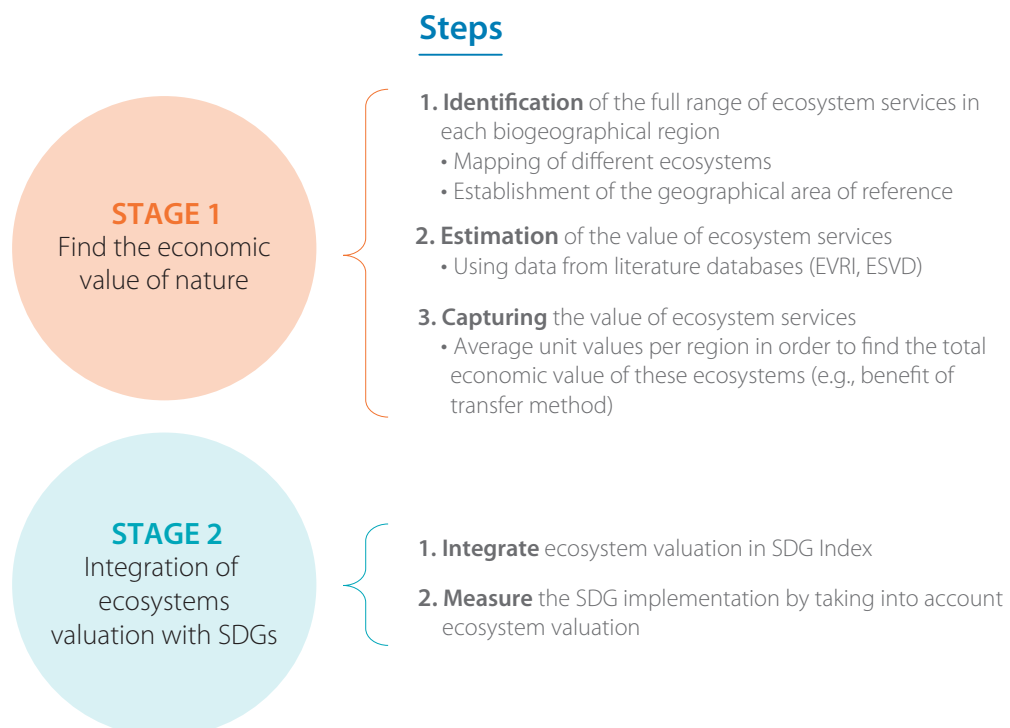 Steps
STAGE 1
Find the economic
value of nature
1. Identification of the full range of ecosystem services in
each biogeographical region
• Mapping of different ecosystems
• Establishment of the geographical area of reference
2. Estimation of the value of ecosystem services
• Using data from literature databases (EVRI, ESVD)
3. Capturing the value of ecosystem services
• Average unit values per region in order to find the total
economic value of these ecosystems (e.g., benefit of
transfer method)
STAGE 2
Integration of
ecosystems
valuation with SDGs
1. Integrate ecosystem valuation in SDG Index
2. Measure the SDG implementation by taking into account
ecosystem valuation